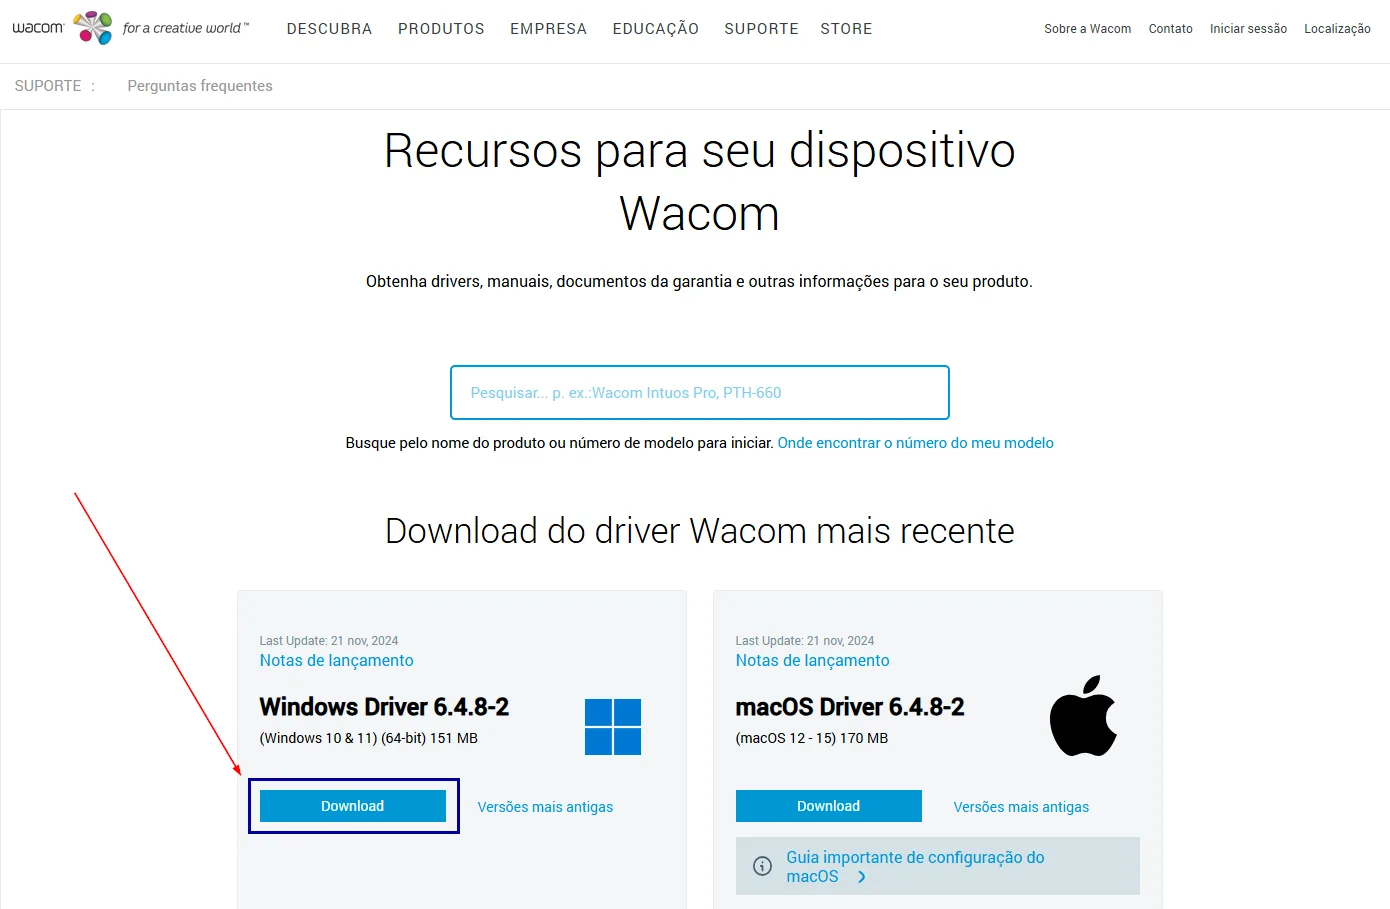 wacom for a creative world™
DESCUBRA PRODUTOS EMPRESA EDUCAÇÃO SUPORTE STORE
Sobre a Wacom Contato Iniciar sessão Localização
SUPORTE : Perguntas frequentes
Recursos para seu dispositivo
Wacom
Obtenha drivers, manuais, documentos da garantia e outras informações para o seu produto.
Pesquisar... p. ex.:Wacom Intuos Pro, PTH-660
Busque pelo nome do produto ou número de modelo para iniciar. Onde encontrar o número do meu modelo
Download do driver Wacom mais recente
Last Update: 21 nov, 2024
Notas de lançamento
Windows Driver 6.4.8-2
(Windows 10 & 11) (64-bit) 151 MB
Download Versões mais antigas
Last Update: 21 nov, 2024
Notas de lançamento
macOS Driver 6.4.8-2
(macOS 12 - 15) 170 MB
Download Versões mais antigas
Guia importante de configuração do
macOS